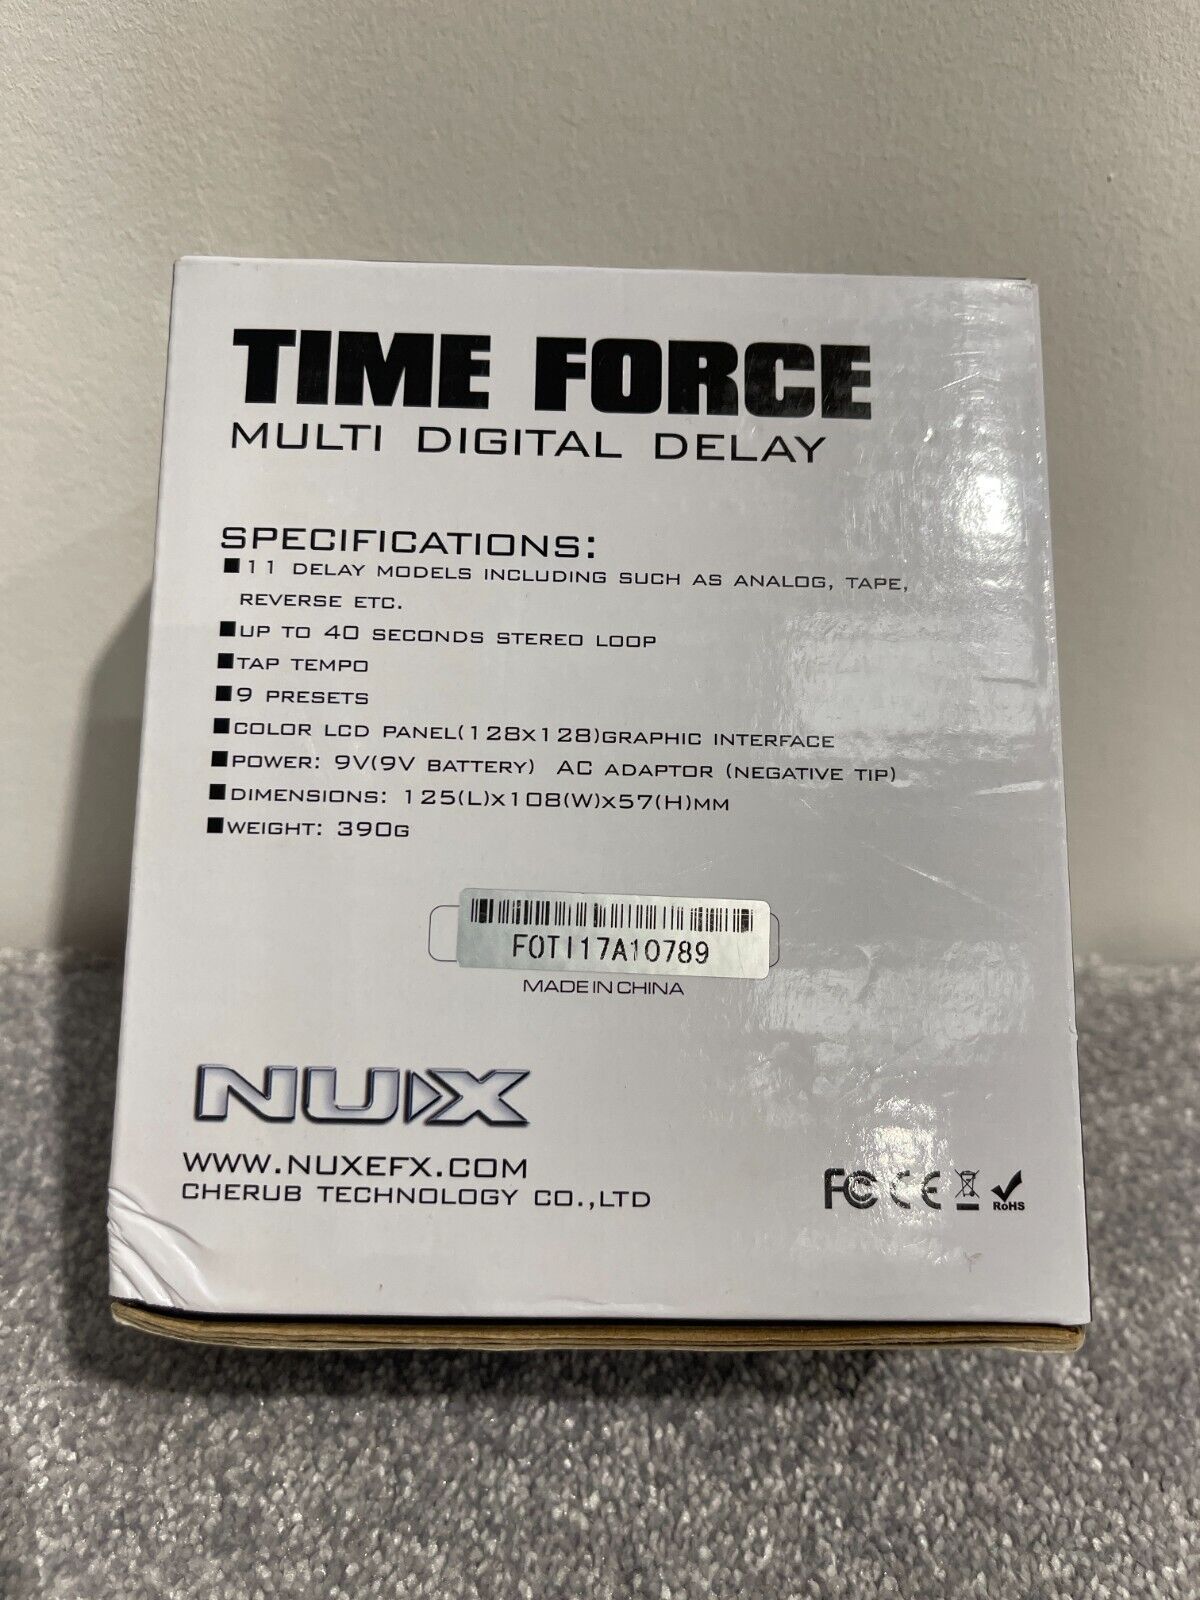 TIME FORCE
MULTI DIGITAL DELAY
SPECIFICATIONS:
■11 DELAY MODELS INCLUDING SUCH AS ANALOG, TAPE,
REVERSE ETC.
■UP TO 40 SECONDS STEREO LOOP
■TAP TEMPO
■9 PRESETS
■COLOR LCD PANEL(128X128)GRAPHIC INTERFACE
■POWER: 9V(9V BATTERY) AC ADAPTOR (NEGATIVE TIP)
■DIMENSIONS: 125(L)X108(W)X57(H)MM
■WEIGHT: 390G
F0TI17A10789
MADE IN CHINA
NUX
WWW.NUXEFX.COM
CHERUB TECHNOLOGY CO.,LTD
FC CE RoHS